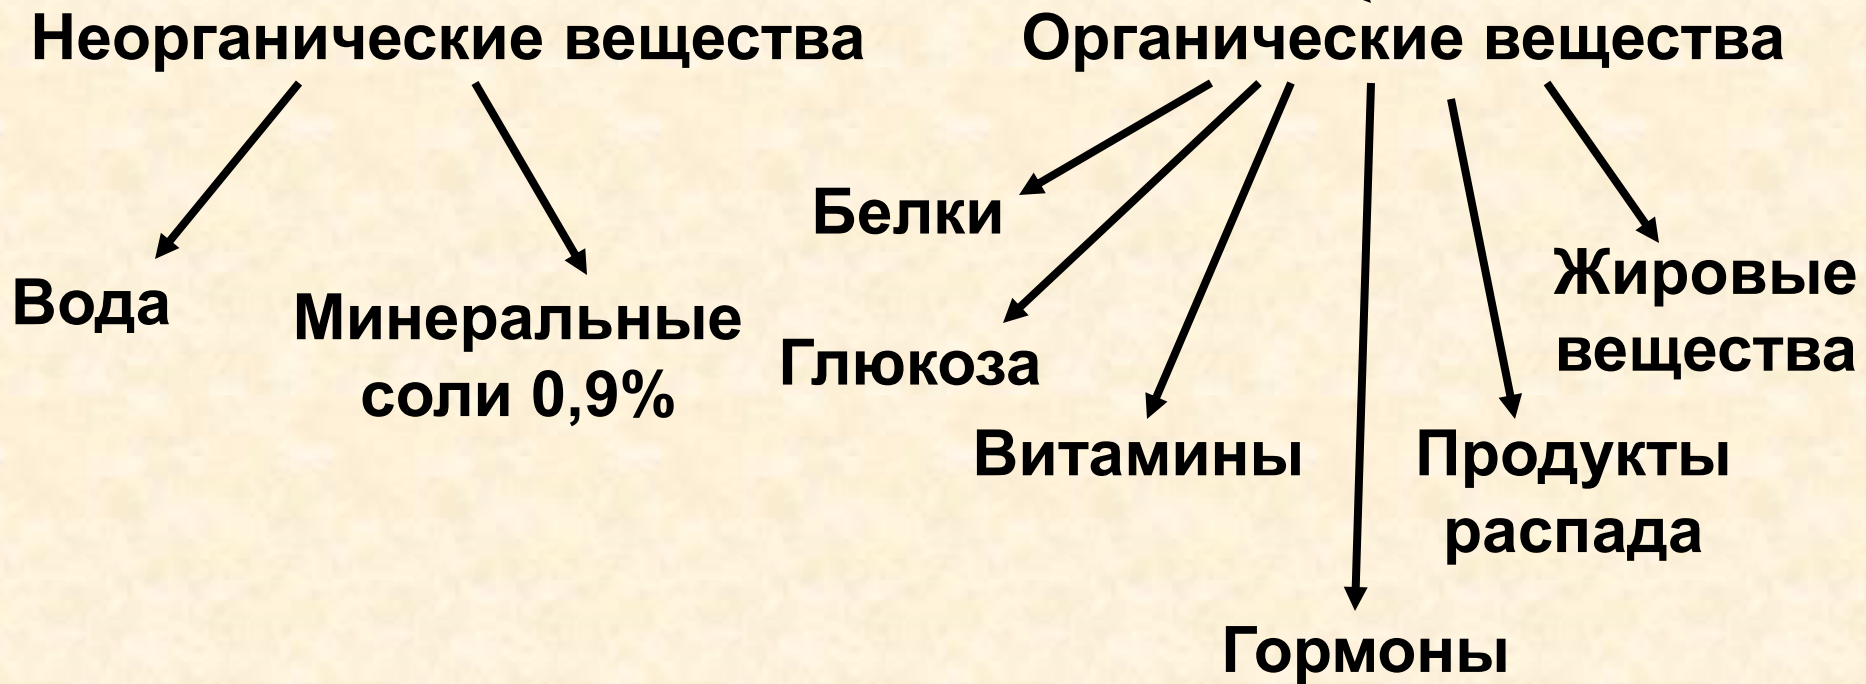 Неорганические вещества
Органические вещества
Вода
Минеральные
соли 0,9%
Белки
Глюкоза
Витамины
Гормоны
Продукты
распада
Жировые
вещества